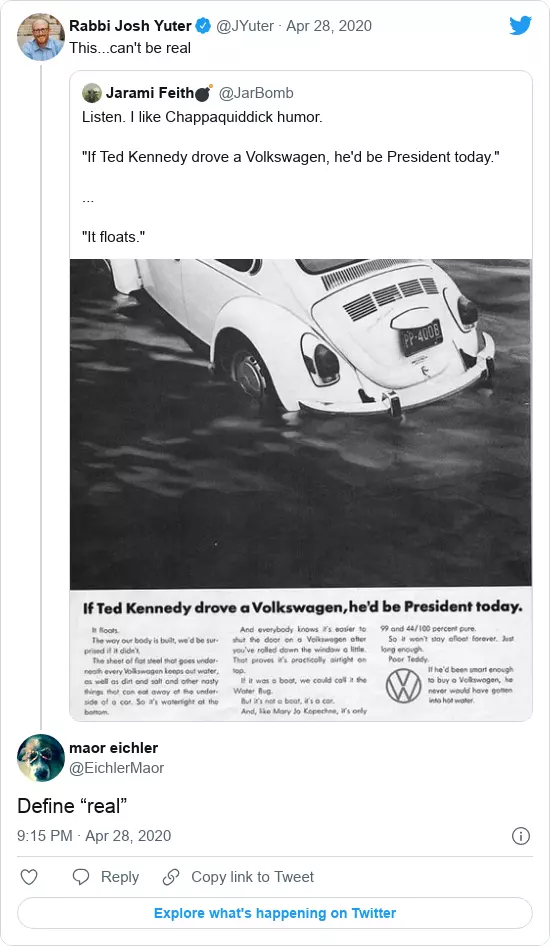 Rabbi Josh Yuter @JYuter · Apr 28, 2020
This...can't be real
Jarami Feith @JarBomb
Listen. I like Chappaquiddick humor.
"If Ted Kennedy drove a Volkswagen, he'd be President today."
...
"It floats."
PP-400B
If Ted Kennedy drove a Volkswagen, he'd be President today.
It floats.
The way our body is built, we'd be sur-
prised if it didn't.
The sheet of flat steel that goes under-
neath every Volkswagen keeps out water,
as well as dirt and salt and other nasty
things that can eat away at the under-
side of a car. So it's watertight at the
bottom.
And everybody knows it's easier to
shut the door on a Volkswagen after
you've rolled down the window a little.
That proves it's practically airtight on
top.
If it was a boat, we could call it the
Water Bug.
But it's not a boat, it's a car.
And, like Mary Jo Kopechne, it's only
99 and 44/100 percent pure.
So it won't stay afloat forever. Just
long enough.
Poor Teddy.
If he'd been smart enough
to buy a Volkswagen, he
never would have gotten
into hot water.
maor eichler
@EichlerMaor
Define “real”
9:15 PM · Apr 28, 2020
Reply
Copy link to Tweet
Explore what's happening on Twitter